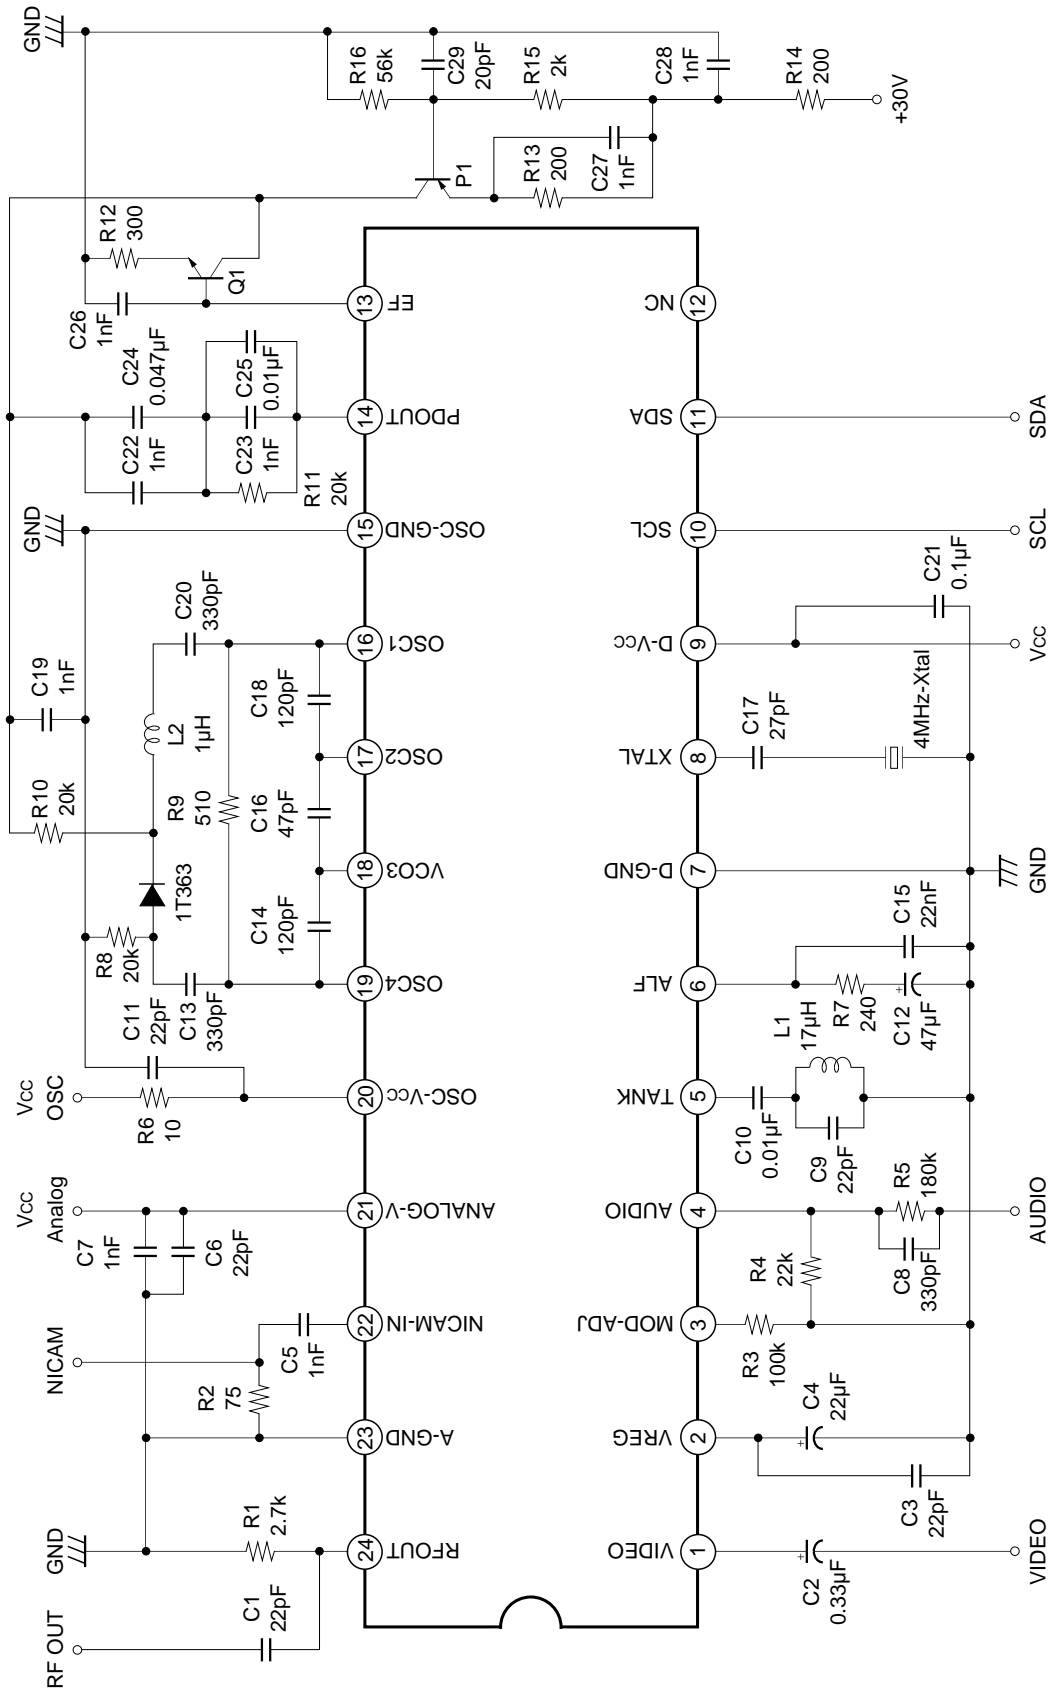 GND
R16
56k
C29
20pF
R15
2k
C28
1nF
R14
200
+30V
P1
R13
200
C27
1nF
R12
300
Q1
C26
1nF
C24
0.047µF
C25
0.01µF
C22
1nF
C23
1nF
R11
20k
GND
C20
330pF
C19
1nF
L2
1µH
R10
20k
R9
510
C18
120pF
C16
47pF
C14
120pF
1T363
R8
20k
C11
22pF
C13
330pF
Vcc
OSC
R6
10
Vcc
Analog
C7
1nF
C6
22pF
NICAM
C5
1nF
R2
75
GND
R1
2.7k
RF OUT
C1
22pF
13
EF
14
PDOUT
15
OSC-GND
16
OSC1
17
OSC2
18
VCO3
19
OSC4
20
OSC-Vcc
21
ANALOG-V
22
NICAM-IN
23
A-GND
24
RFOUT
NC
12
SDA
11
SCL
10
D-Vcc
9
XTAL
8
D-GND
7
ALF
6
TANK
5
AUDIO
4
MOD-ADJ
3
VREG
2
VIDEO
1
SDA
SCL
C21
0.1µF
Vcc
C17
27pF
4MHz-Xtal
GND
C15
22nF
L1
17µH
R7
240
+
C12
47µF
C10
0.01µF
C9
22pF
R5
180k
C8
330pF
AUDIO
R4
22k
R3
100k
+
C4
22µF
C3
22pF
+
C2
0.33µF
VIDEO